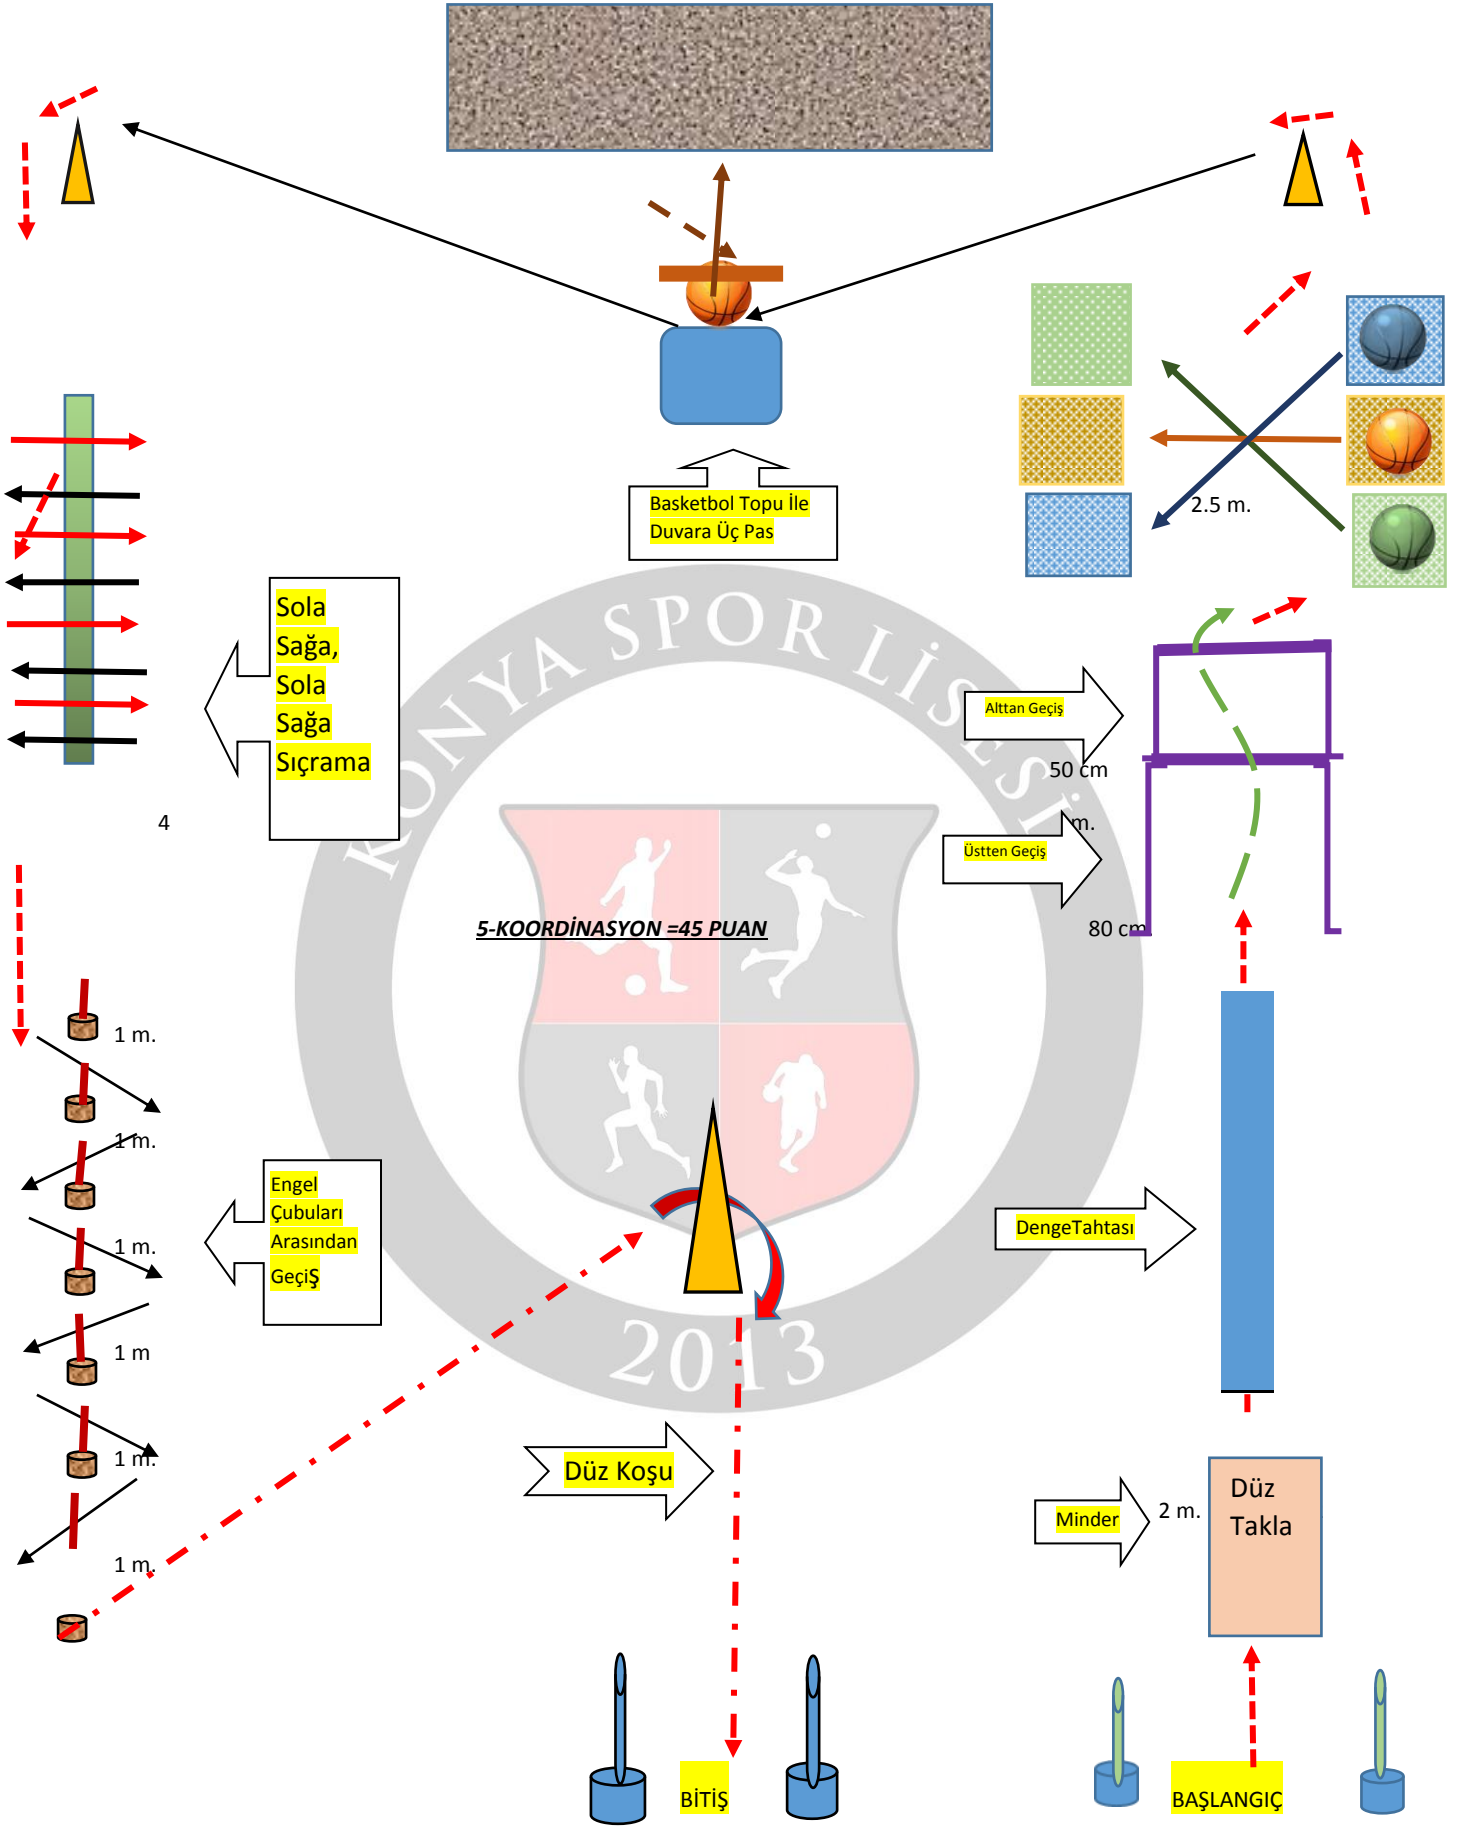 Basketbol Topu İle
Duvara Üç Pas
2.5 m.
Sola
Sağa,
Sola
Sağa
Sıçrama
4
KONYA SPOR LİSESİ
2013
Alttan Geçiş
50 cm
m.
Üstten Geçiş
80 cm
5-KOORDİNASYON =45 PUAN
1 m.
1 m.
1 m.
1 m
1 m.
1 m.
Engel
Çubuları
Arasından
Geçiş
DengeTahtası
Düz Koşu
Minder
2 m.
Düz
Takla
BİTİŞ
BAŞLANGIÇ